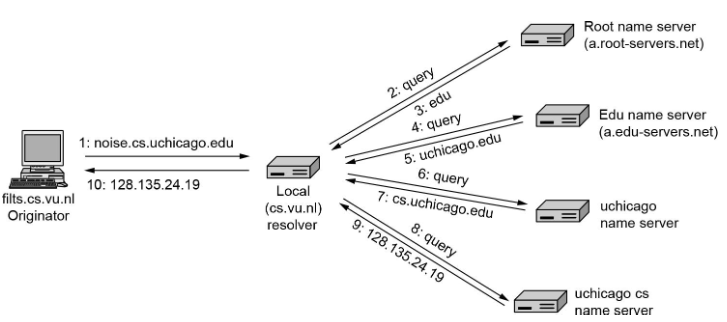 Root name server
(a.root-servers.net)
2: query
3: edu
4: query
5: uchicago.edu
Edu name server
(a.edu-servers.net)
1: noise.cs.uchicago.edu
10: 128.135.24.19
filts.cs.vu.nl
Originator
Local
(cs.vu.nl)
resolver
6: query
7: cs.uchicago.edu
uchicago
name server
8: query
9: 128.135.24.19
uchicago cs
name server